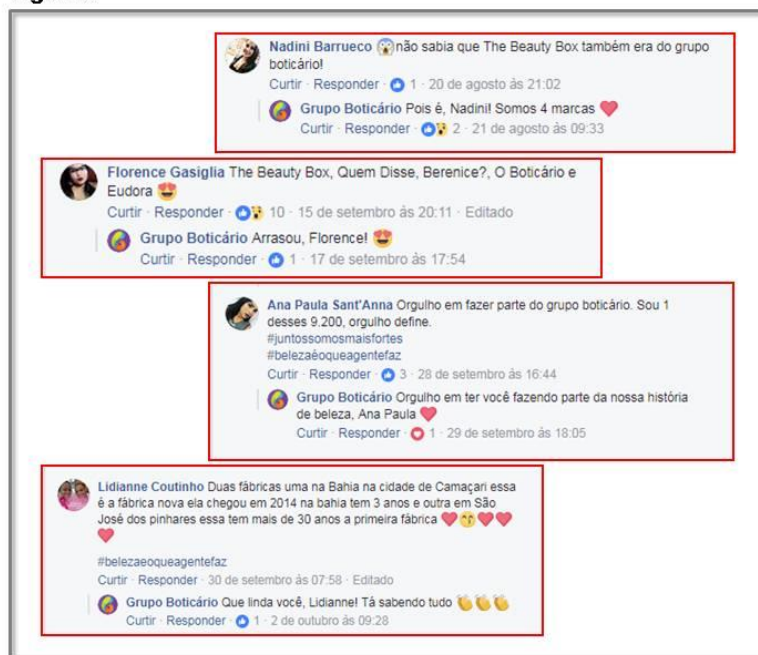 Nadini Barrueco 😱não sabia que The Beauty Box também era do grupo
boticário!
Curtir · Responder · 1 · 20 de agosto às 21:02
Grupo Boticário Pois é, Nadini! Somos 4 marcas ❤
Curtir · Responder · 2 · 21 de agosto às 09:33
Florence Gasiglia The Beauty Box, Quem Disse, Berenice?, O Boticário e
Eudora 😍
Curtir · Responder · 10 · 15 de setembro às 20:11 · Editado
Grupo Boticário Arrasou, Florence! 😍
Curtir · Responder · 1 · 17 de setembro às 17:54
Ana Paula Sant'Anna Orgulho em fazer parte do grupo boticário. Sou 1
desses 9.200, orgulho define.
#juntossomosmaisfortes
#belezaéoqueagentefaz
Curtir · Responder · 3 · 28 de setembro às 16:44
Grupo Boticário Orgulho em ter você fazendo parte da nossa história
de beleza, Ana Paula ❤
Curtir · Responder · 1 · 29 de setembro às 18:05
Lidianne Coutinho Duas fábricas uma na Bahia na cidade de Camaçari essa
é a fábrica nova ela chegou em 2014 na bahia tem 3 anos e outra em São
José dos pinhares essa tem mais de 30 anos a primeira fábrica ❤😙❤❤
❤
#belezaeoqueagentefaz
Curtir · Responder · 30 de setembro às 07:58 · Editado
Grupo Boticário Que linda você, Lidianne! Tá sabendo tudo 👏👏👏
Curtir · Responder · 1 · 2 de outubro às 09:28